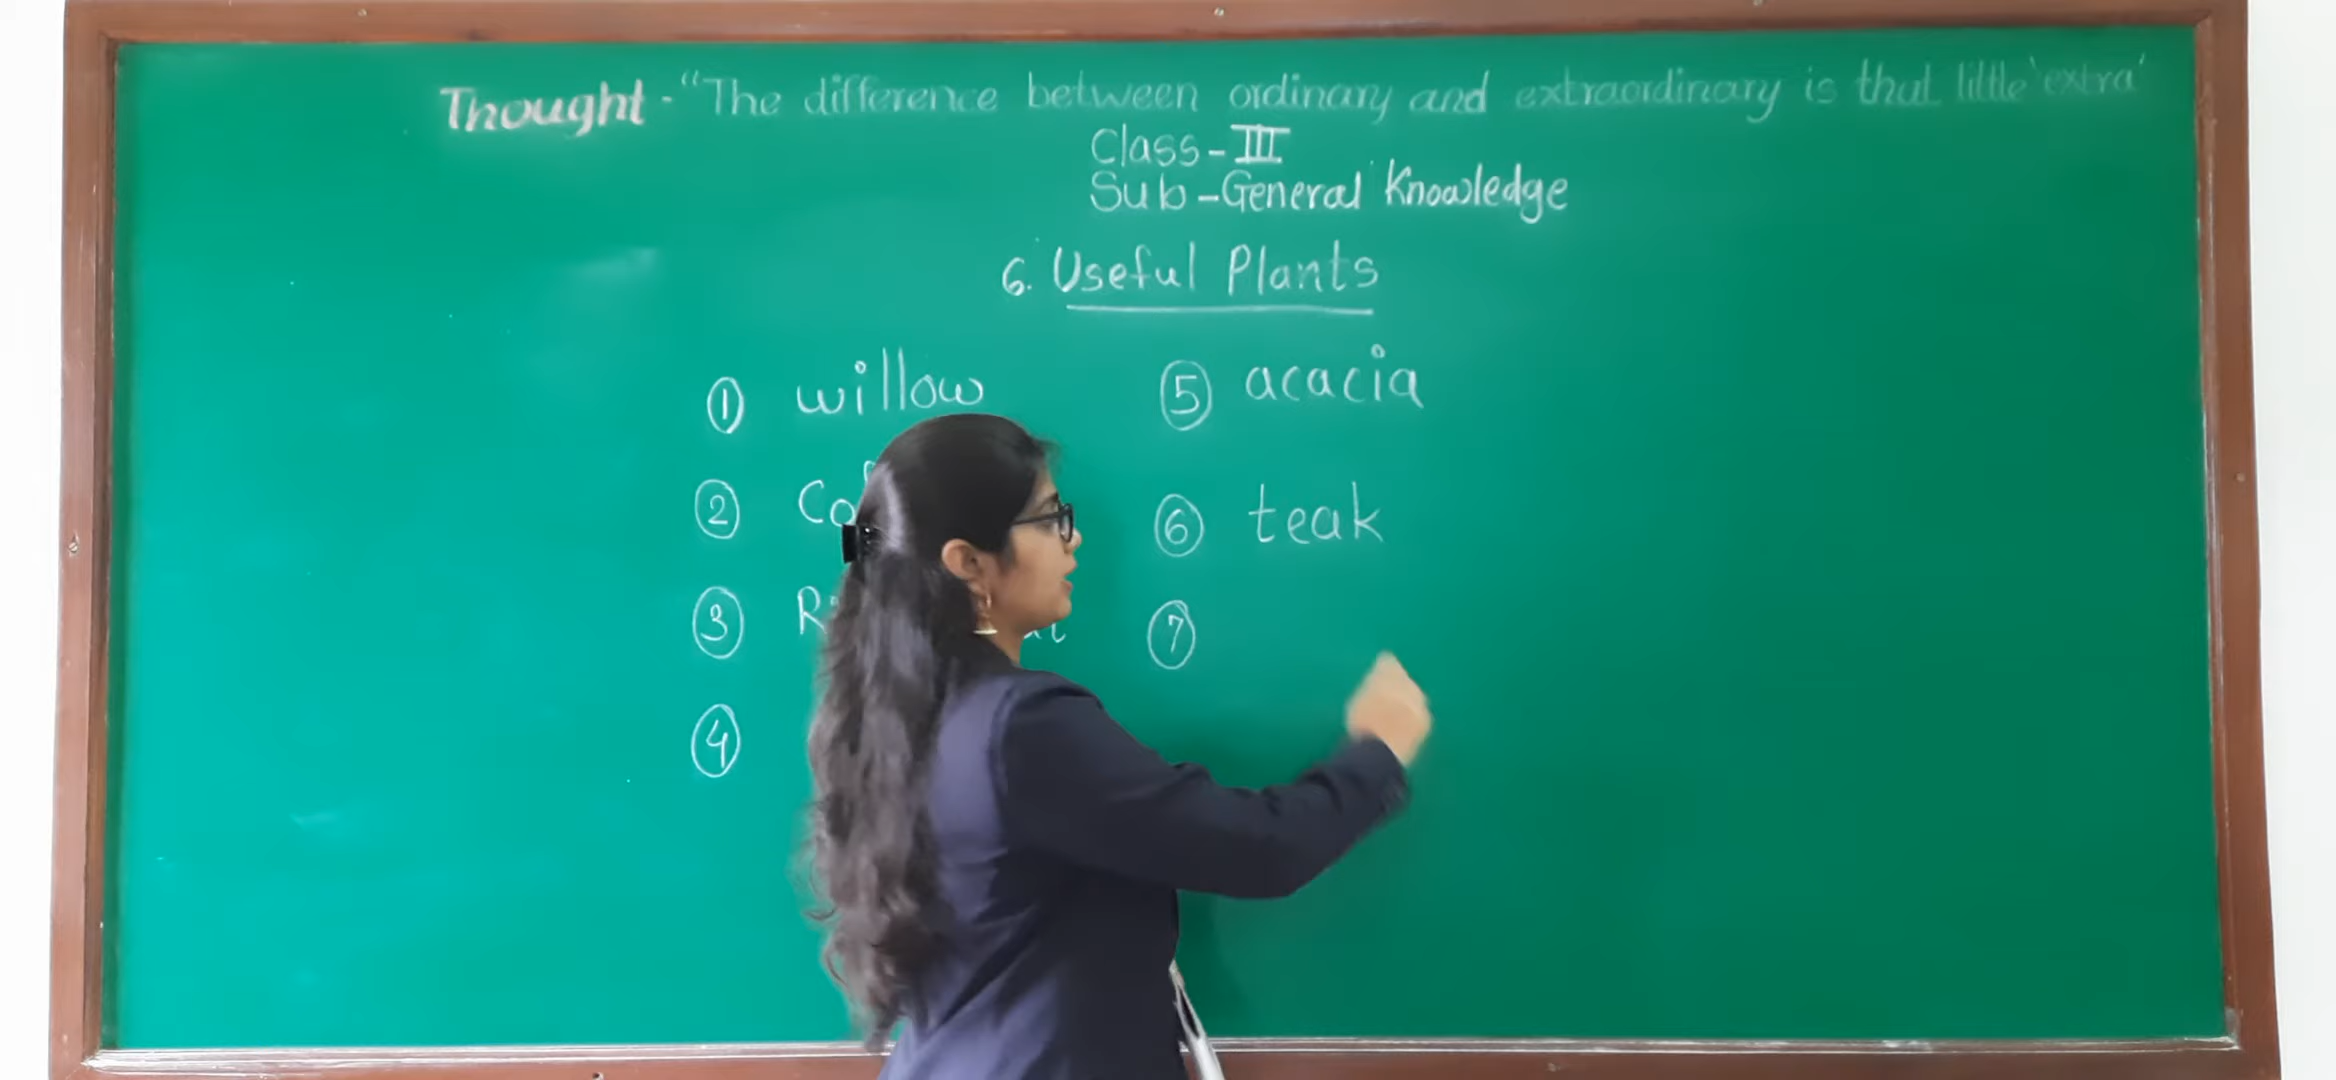 Thought - "The difference between ordinary and extraordinary is that little 'extra'
Class - III
Sub - General Knowledge
6. Useful Plants
① willow
②
③
④
⑤ acacia
⑥ teak
⑦